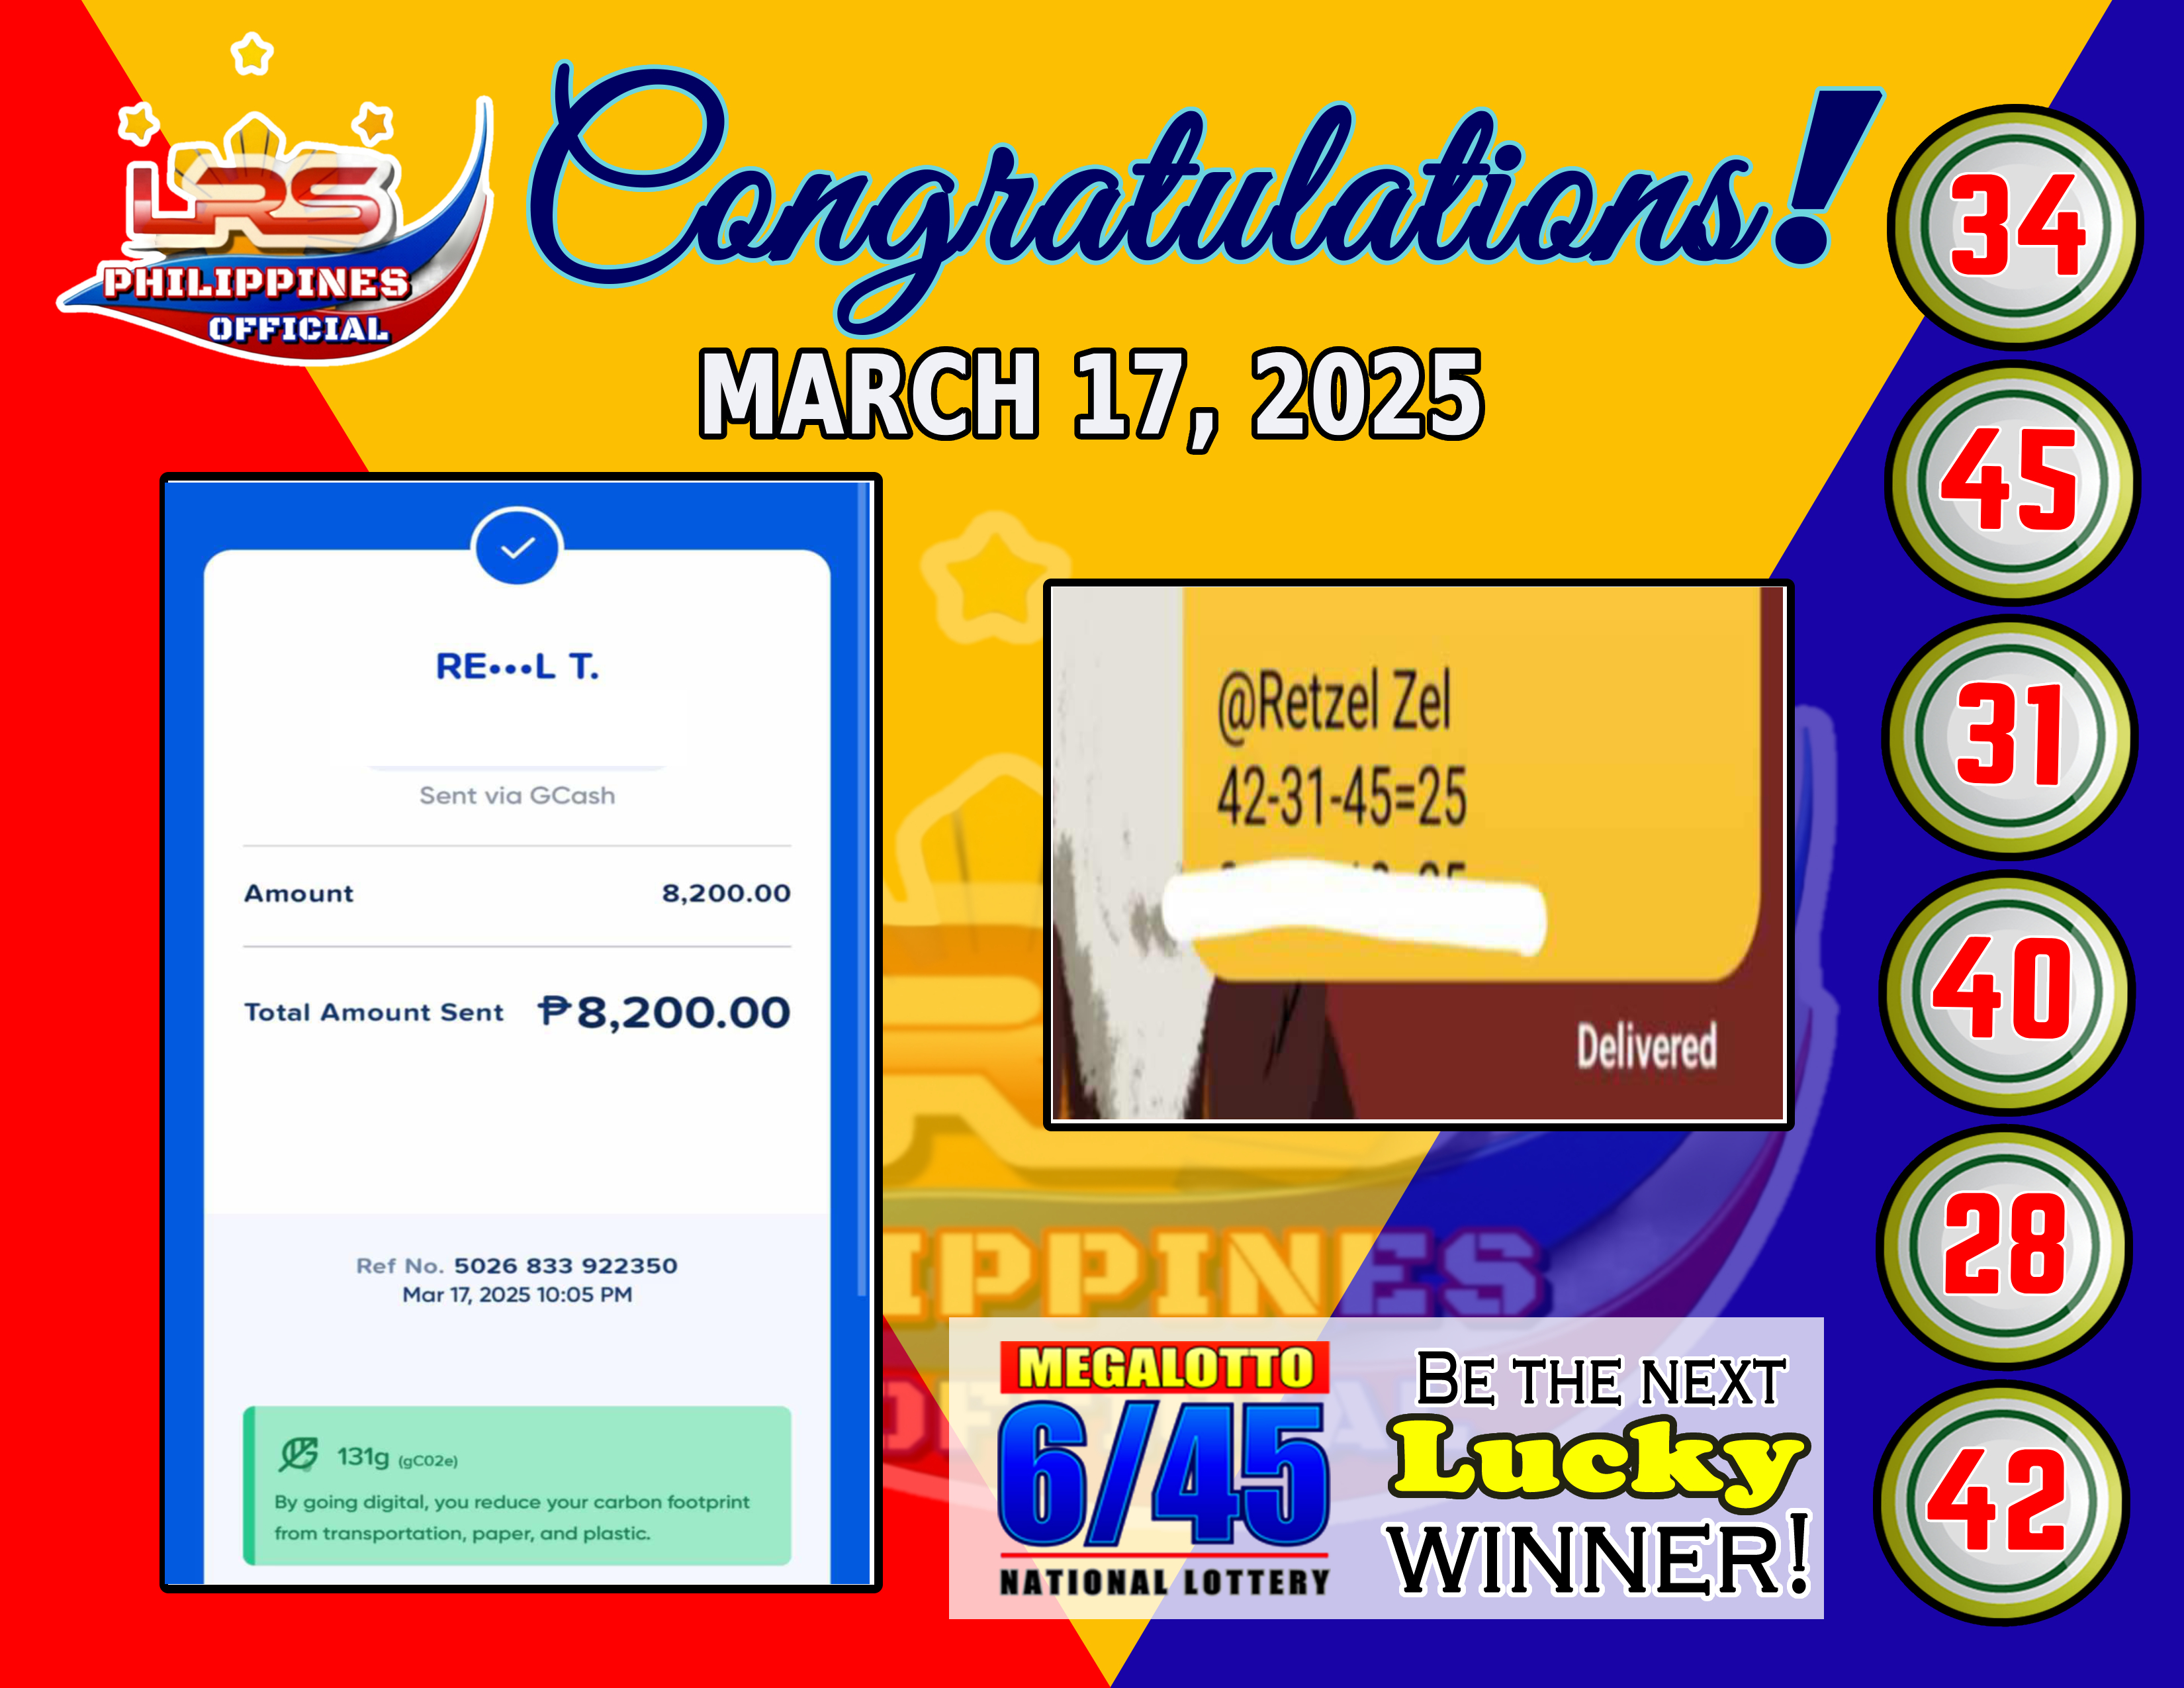 LRS
PHILIPPINES
OFFICIAL
Congratulations!
MARCH 17, 2025
RE•••L T.
Sent via GCash
Amount 8,200.00
Total Amount Sent ₱8,200.00
Ref No. 5026 833 922350
Mar 17, 2025 10:05 PM
131g (gC02e)
By going digital, you reduce your carbon footprint
from transportation, paper, and plastic.
@Retzel Zel
42-31-45=25
Delivered
MEGALOTTO
6/45
NATIONAL LOTTERY
BE THE NEXT
Lucky
WINNER!
34
45
31
40
28
42